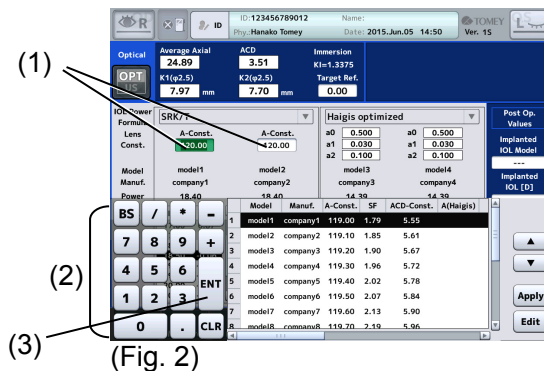 R ID ID:123456789012 Name: TOMEY L
Phy.:Hanako Tomey Date: 2015.Jun.05 14:50 Ver. 1S
(1)
Optical Average Axial ACD Immersion
24.89 3.51 KI=1.3375
OPT K1(φ2.5) K2(φ2.5) Target Ref.
US 7.97 mm 7.70 mm 0.00
IOL Power Formula SRK/T Haigis optimized Post Op. Values
Lens Const. A-Const. A-Const. a0 0.500 a0 0.500 Implanted IOL Model
120.00 120.00 a1 0.030 a1 0.030 ---
a2 0.100 a2 0.100
Model model1 model2 model3 model4 Implanted IOL [D]
Manuf. company1 company2 company3 company4
Power 18.40 18.40 14.39 14.39
(2)
BS / * -
7 8 9 +
4 5 6 ENT
1 2 3
0 . CLR
Model Manuf. A-Const. SF ACD-Const. A(Haigis)
1 model1 company1 119.00 1.79 5.55
2 model2 company2 119.10 1.85 5.61
3 model3 company3 119.20 1.90 5.67
4 model4 company4 119.30 1.96 5.72
5 model5 company5 119.40 2.02 5.78
6 model6 company6 119.50 2.07 5.84
7 model7 company7 119.60 2.13 5.90
8 model8 company8 119.70 2.19 5.96
▲
▼
Apply
Edit
(3)
(Fig. 2)